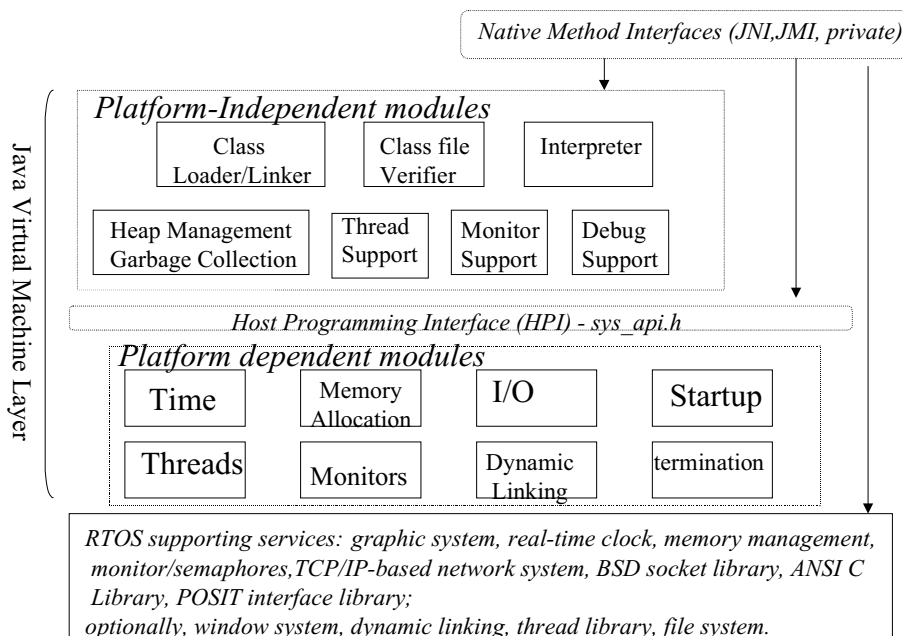 Native Method Interfaces (JNI,JMI, private)
Java Virtual Machine Layer
Platform-Independent modules
Class
Loader/Linker
Class file
Verifier
Interpreter
Heap Management
Garbage Collection
Thread
Support
Monitor
Support
Debug
Support
Host Programming Interface (HPI) - sys_api.h
Platform dependent modules
Time
Memory
Allocation
I/O
Startup
Threads
Monitors
Dynamic
Linking
termination
RTOS supporting services: graphic system, real-time clock, memory management,
monitor/semaphores,TCP/IP-based network system, BSD socket library, ANSI C
Library, POSIT interface library;
optionally, window system, dynamic linking, thread library, file system.